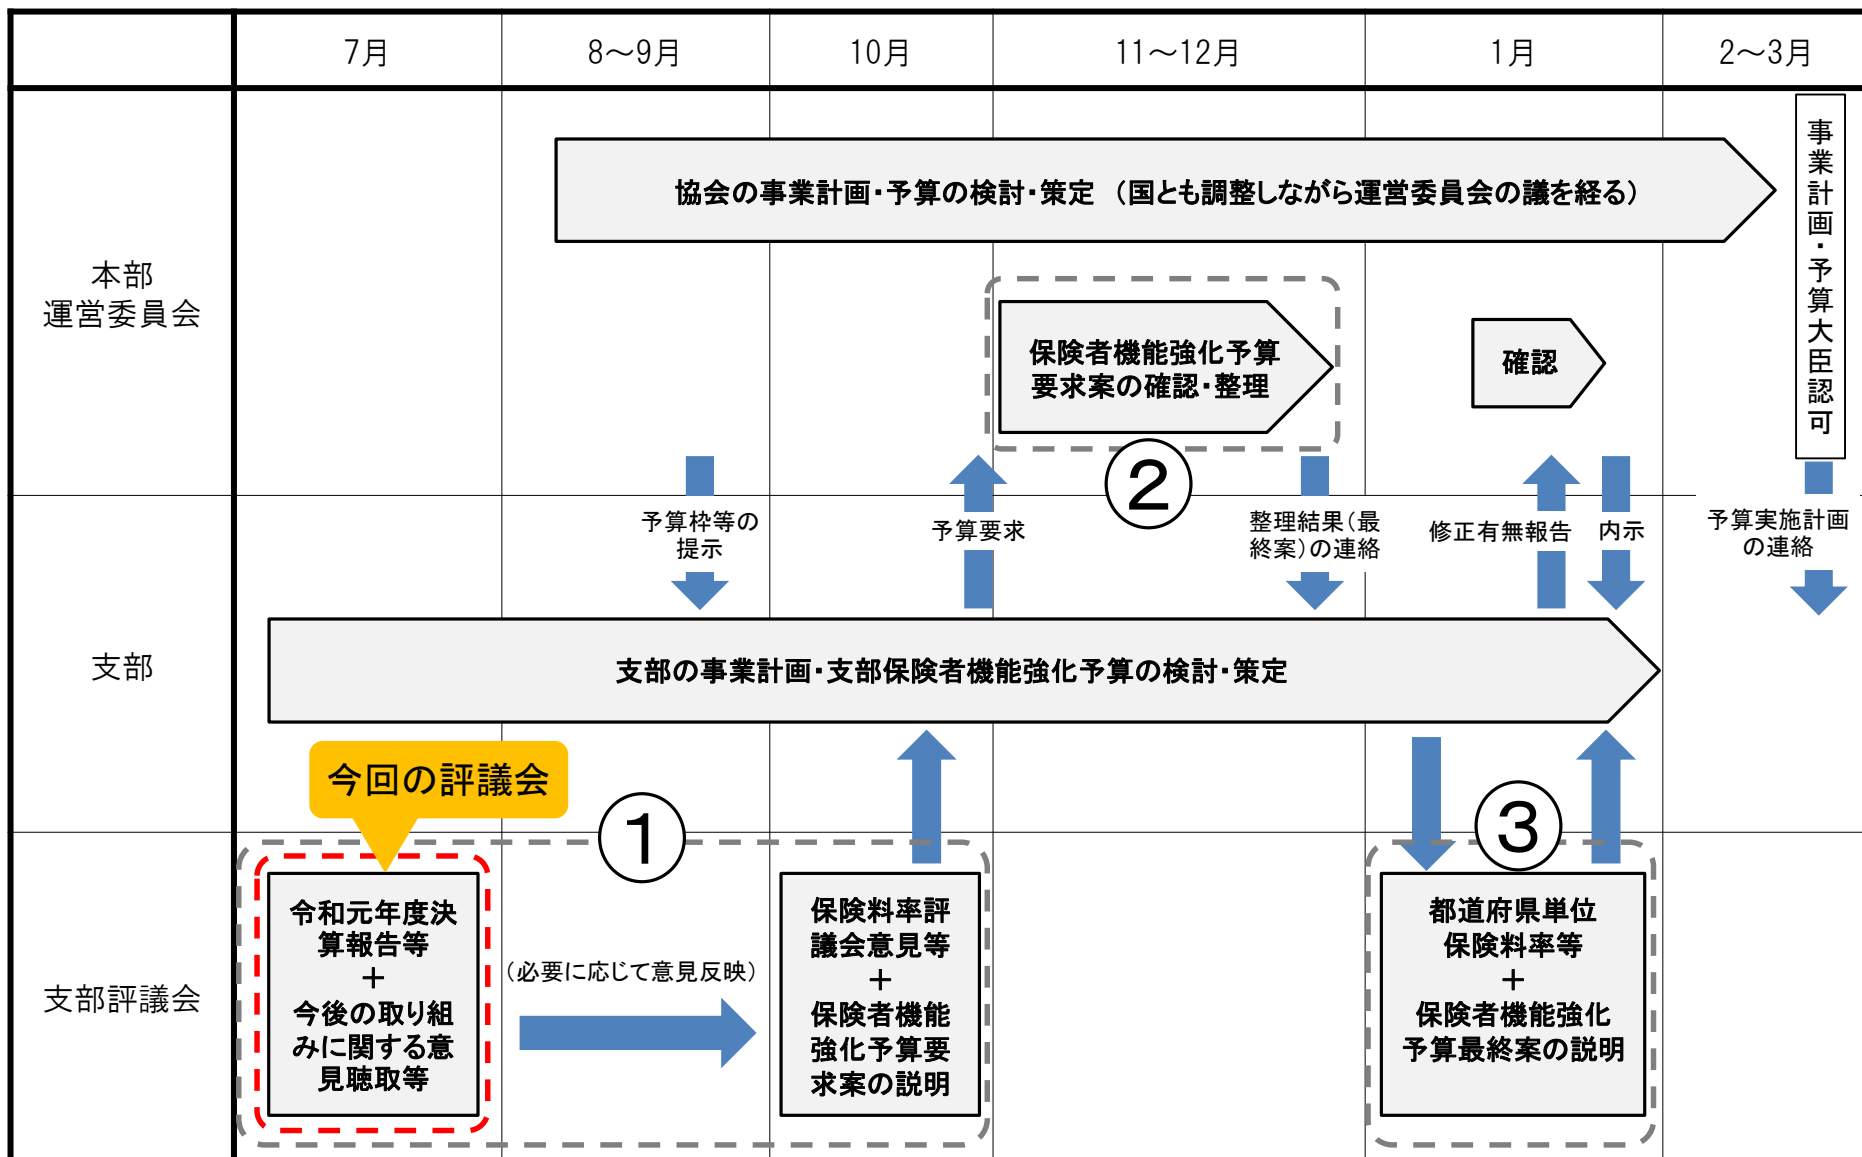 7月
8～9月
10月
11～12月
1月
2～3月
本部
運営委員会
協会の事業計画・予算の検討・策定 （国とも調整しながら運営委員会の議を経る）
事業計画・予算大臣認可
保険者機能強化予算
要求案の確認・整理
確認
②
予算枠等の
提示
予算要求
整理結果（最
終案）の連絡
修正有無報告
内示
予算実施計画
の連絡
支部
支部の事業計画・支部保険者機能強化予算の検討・策定
今回の評議会
①
③
支部評議会
令和元年度決
算報告等
＋
今後の取り組
みに関する意
見聴取等
（必要に応じて意見反映）
保険料率評
議会意見等
＋
保険者機能
強化予算要
求案の説明
都道府県単位
保険料率等
＋
保険者機能強化
予算最終案の説明